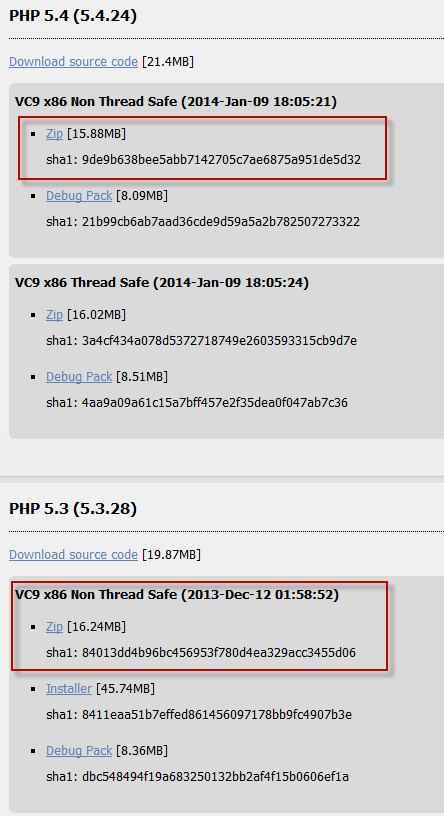 PHP 5.4 (5.4.24)
Download source code [21.4MB]
VC9 x86 Non Thread Safe (2014-Jan-09 18:05:21)
Zip [15.88MB]
sha1: 9de9b638bee5abb7142705c7ae6875a951de5d32
Debug Pack [8.09MB]
sha1: 21b99cb6ab7aad36cde9d59a5a2b782507273322
VC9 x86 Thread Safe (2014-Jan-09 18:05:24)
Zip [16.02MB]
sha1: 3a4cf434a078d5372718749e2603593315cb9d7e
Debug Pack [8.51MB]
sha1: 4aa9a09a61c15a7bff457e2f35dea0f047ab7c36
PHP 5.3 (5.3.28)
Download source code [19.87MB]
VC9 x86 Non Thread Safe (2013-Dec-12 01:58:52)
Zip [16.24MB]
sha1: 84013dd4b96bc456953f780d4ea329acc3455d06
Installer [45.74MB]
sha1: 8411eaa51b7effed861456097178bb9fc4907b3e
Debug Pack [8.36MB]
sha1: dbc548494f19a683250132bb2af4f15b0606ef1a